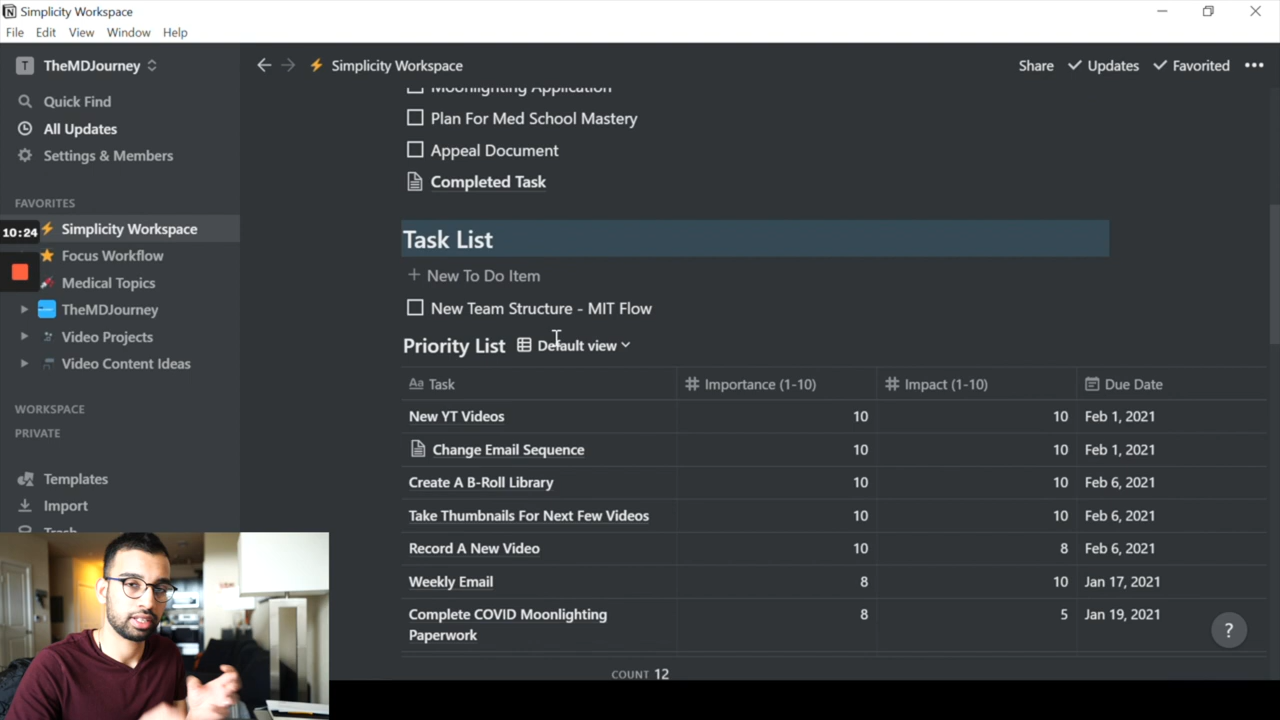 Simplicity Workspace
File Edit View Window Help
T TheMDJourney
Simplicity Workspace
Share Updates Favorited
Quick Find
All Updates
Settings & Members
FAVORITES
Simplicity Workspace
10:24
Focus Workflow
Medical Topics
TheMDJourney
Video Projects
Video Content Ideas
WORKSPACE
PRIVATE
Templates
Import
Trash
Moonlighting Application
Plan For Med School Mastery
Appeal Document
Completed Task
Task List
+ New To Do Item
New Team Structure - MIT Flow
Priority List Default view
Aa Task # Importance (1-10) # Impact (1-10) Due Date
New YT Videos 10 10 Feb 1, 2021
Change Email Sequence 10 10 Feb 1, 2021
Create A B-Roll Library 10 10 Feb 6, 2021
Take Thumbnails For Next Few Videos 10 10 Feb 6, 2021
Record A New Video 10 8 Feb 6, 2021
Weekly Email 8 10 Jan 17, 2021
Complete COVID Moonlighting Paperwork 8 5 Jan 19, 2021
COUNT 12
?